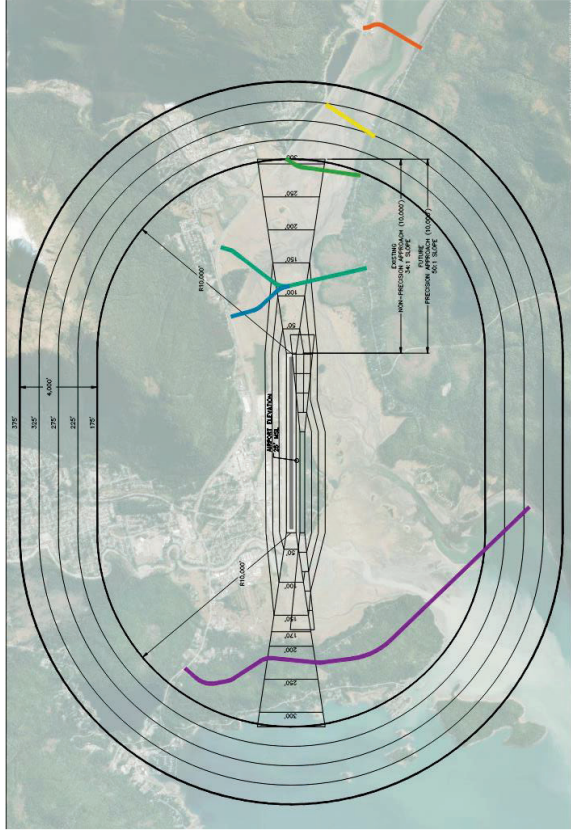 300'
250'
200'
150'
100'
50'
R10,000'
EXISTING
NON-PRECISION APPROACH (10,000')
34:1 SLOPE
FUTURE
PRECISION APPROACH (10,000')
50:1 SLOPE
4,000'
375'
325'
275'
225'
175'
AIRPORT ELEVATION
R10,000'
50'
100'
150'
170'
200'
250'
300'